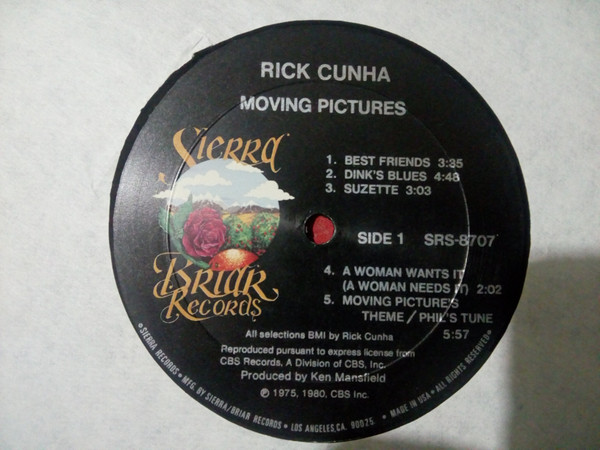 RICK CUNHA
MOVING PICTURES
Sierra
Briar
Records
1. BEST FRIENDS 3:35
2. DINK'S BLUES 4:48
3. SUZETTE 3:03
SIDE 1 SRS-8707
4. A WOMAN WANTS IT
(A WOMAN NEEDS IT) 2:02
5. MOVING PICTURE'S
THEME / PHIL'S TUNE
5:57
All selections BMI by Rick Cunha
Reproduced pursuant to express license from
CBS Records, A Division of CBS, Inc.
Produced by Ken Mansfield
℗ 1975, 1980, CBS Inc.
• SIERRA RECORDS • MFG. BY SIERRA/BRIAR RECORDS • LOS ANGELES, CA. 90025. • MADE IN USA • ALL RIGHTS RESERVED •